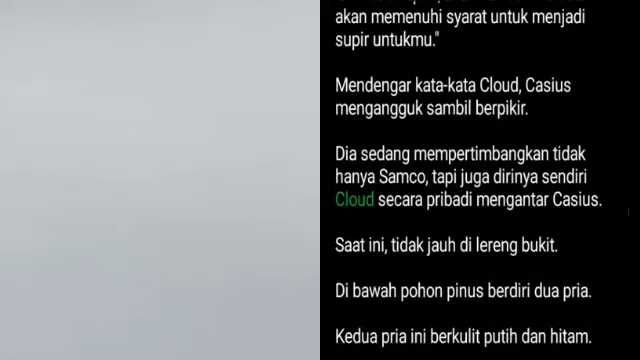 akan memenuhi syarat untuk menjadi
supir untukmu."
Mendengar kata-kata Cloud, Casius
mengangguk sambil berpikir.
Dia sedang mempertimbangkan tidak
hanya Samco, tapi juga dirinya sendiri
Cloud secara pribadi mengantar Casius.
Saat ini, tidak jauh di lereng bukit.
Di bawah pohon pinus berdiri dua pria.
Kedua pria ini berkulit putih dan hitam.